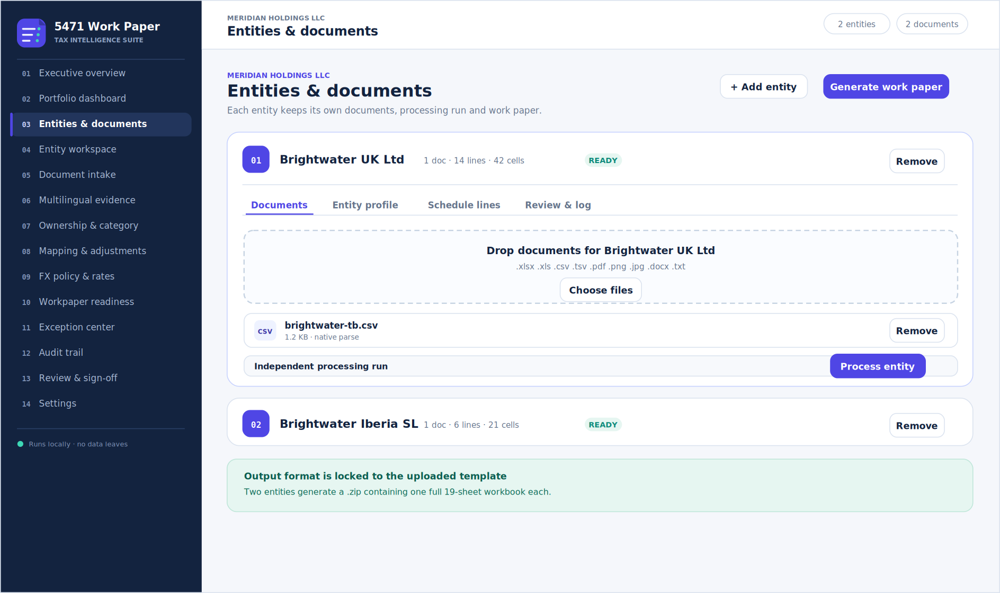 5471 Work Paper
TAX INTELLIGENCE SUITE
01 Executive overview
02 Portfolio dashboard
03 Entities & documents
04 Entity workspace
05 Document intake
06 Multilingual evidence
07 Ownership & category
08 Mapping & adjustments
09 FX policy & rates
10 Workpaper readiness
11 Exception center
12 Audit trail
13 Review & sign-off
14 Settings
Runs locally · no data leaves
MERIDIAN HOLDINGS LLC
Entities & documents
2 entities
2 documents
MERIDIAN HOLDINGS LLC
Entities & documents
Each entity keeps its own documents, processing run and work paper.
+ Add entity
Generate work paper
01 Brightwater UK Ltd 1 doc · 14 lines · 42 cells READY Remove
Documents Entity profile Schedule lines Review & log
Drop documents for Brightwater UK Ltd
.xlsx .xls .csv .tsv .pdf .png .jpg .docx .txt
Choose files
CSV
brightwater-tb.csv
1.2 KB · native parse
Remove
Independent processing run
Process entity
02 Brightwater Iberia SL 1 doc · 6 lines · 21 cells READY Remove
Output format is locked to the uploaded template
Two entities generate a .zip containing one full 19-sheet workbook each.